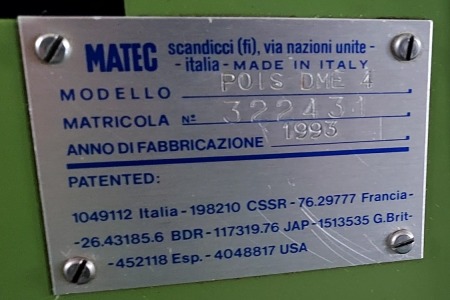 MATEC scandicci (fi), via nazioni unite -
- italia - MADE IN ITALY
MODELLO POIS DME 4
MATRICOLA Nº 322431
ANNO DI FABBRICAZIONE 1993
PATENTED:
1049112 Italia - 198210 CSSR - 76.29777 Francia-
-26.43185.6 BDR - 117319.76 JAP - 1513535 G.Brit-
-452118 Esp. - 4048817 USA